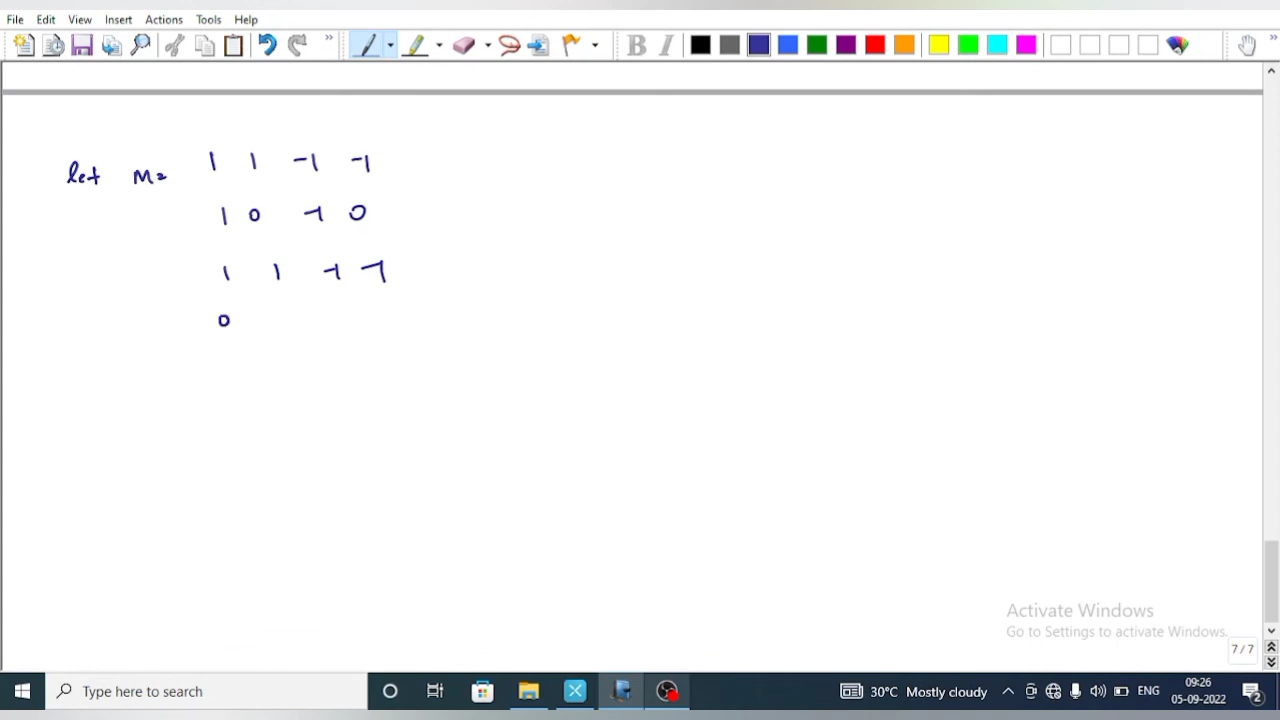 File Edit View Insert Actions Tools Help
let M= 1 1 -1 -1
1 0 -1 0
1 1 -1 -1
0
Activate Windows
Go to Settings to activate Windows.
7/7
Type here to search
30°C Mostly cloudy
ENG
09:26
05-09-2022
2